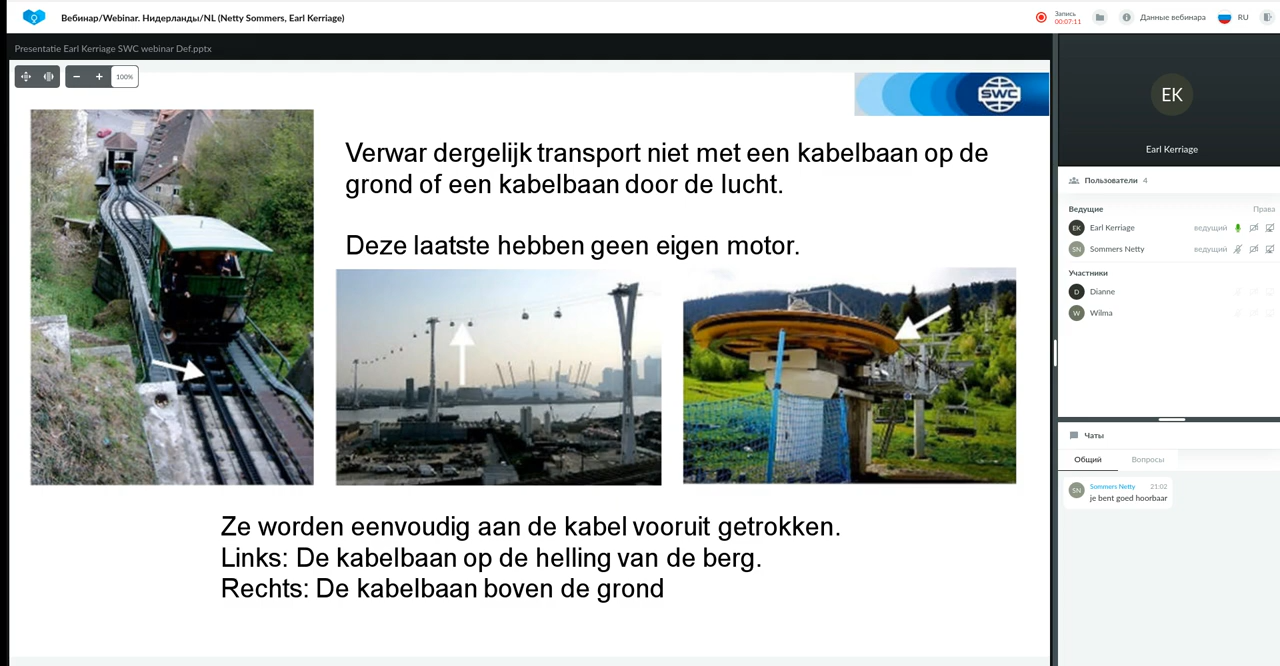 Вебинар/Webinar. Нидерланды/NL (Netty Sommers, Earl Kerriage)
Запись
00:07:11
Данные вебинара
RU
Presentatie Earl Kerriage SWC webinar Def.pptx
100%
SWC
Verwar dergelijk transport niet met een kabelbaan op de
grond of een kabelbaan door de lucht.
Deze laatste hebben geen eigen motor.
Ze worden eenvoudig aan de kabel vooruit getrokken.
Links: De kabelbaan op de helling van de berg.
Rechts: De kabelbaan boven de grond
EK
Earl Kerriage
Пользователи 4
Ведущие Права
EK Earl Kerriage ведущий
SN Sommers Netty ведущий
Участники
D Dianne
W Wilma
Чаты
Общий Вопросы
SN Sommers Netty 21:02
je bent goed hoorbaar